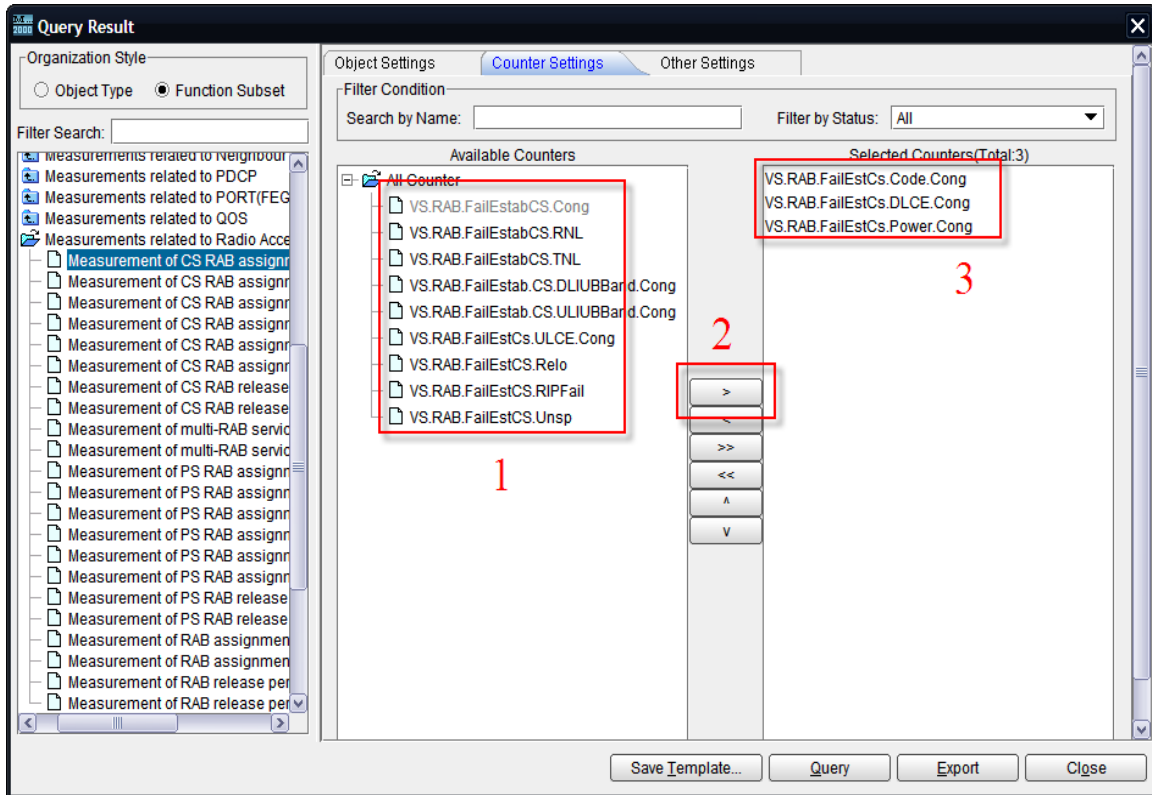 Query Result
Organization Style
Object Type
Function Subset
Filter Search:
Measurements related to Neighbour
Measurements related to PDCP
Measurements related to PORT(FEG
Measurements related to QOS
Measurements related to Radio Acce
Measurement of CS RAB assignr
Measurement of CS RAB assignr
Measurement of CS RAB assignr
Measurement of CS RAB assignr
Measurement of CS RAB assignr
Measurement of CS RAB assignr
Measurement of CS RAB release
Measurement of CS RAB release
Measurement of multi-RAB servic
Measurement of multi-RAB servic
Measurement of PS RAB assignr
Measurement of PS RAB assignr
Measurement of PS RAB assignr
Measurement of PS RAB assignr
Measurement of PS RAB assignr
Measurement of PS RAB assignr
Measurement of PS RAB release
Measurement of PS RAB release
Measurement of RAB assignmen
Measurement of RAB assignmen
Measurement of RAB release per
Measurement of RAB release per
Object Settings
Counter Settings
Other Settings
Filter Condition
Search by Name:
Filter by Status:
All
Available Counters
All Counter
VS.RAB.FailEstabCS.Cong
VS.RAB.FailEstabCS.RNL
VS.RAB.FailEstabCS.TNL
VS.RAB.FailEstab.CS.DLIUBBand.Cong
VS.RAB.FailEstab.CS.ULIUBBand.Cong
VS.RAB.FailEstCs.ULCE.Cong
VS.RAB.FailEstCS.Relo
VS.RAB.FailEstCS.RIPFail
VS.RAB.FailEstCS.Unsp
1
2
>
<
>>
<<
^
v
Selected Counters(Total:3)
VS.RAB.FailEstCs.Code.Cong
VS.RAB.FailEstCs.DLCE.Cong
VS.RAB.FailEstCs.Power.Cong
3
Save Template...
Query
Export
Close